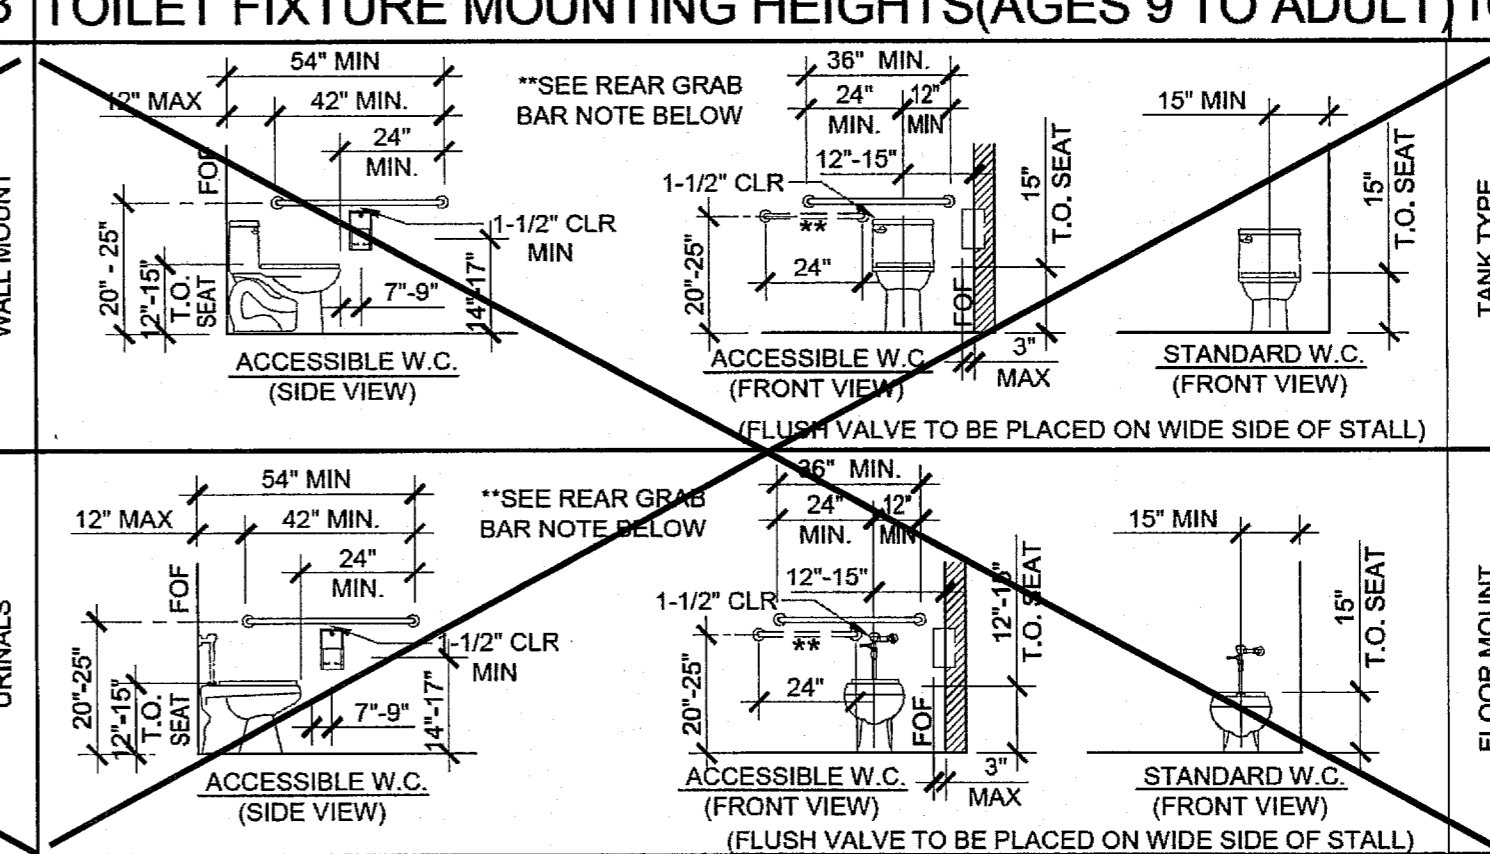 TOILET FIXTURE MOUNTING HEIGHTS(AGES 9 TO ADULT)
WALL MOUNT
54" MIN
12" MAX
42" MIN.
24"
MIN.
FOF
20" - 25"
12"-15"
T.O.
SEAT
1-1/2" CLR
MIN
7"-9"
14"-17"
ACCESSIBLE W.C.
(SIDE VIEW)
**SEE REAR GRAB
BAR NOTE BELOW
36" MIN.
24"
MIN.
12"
MIN
12"-15"
1-1/2" CLR
**
24"
20"-25"
FOF
15"
T.O. SEAT
3"
MAX
ACCESSIBLE W.C.
(FRONT VIEW)
15" MIN
15"
T.O. SEAT
STANDARD W.C.
(FRONT VIEW)
(FLUSH VALVE TO BE PLACED ON WIDE SIDE OF STALL)
TANK TYPE
URINALS
54" MIN
12" MAX
42" MIN.
24"
MIN.
FOF
20"-25"
12"-15"
T.O.
SEAT
1-1/2" CLR
MIN
7"-9"
14"-17"
ACCESSIBLE W.C.
(SIDE VIEW)
**SEE REAR GRAB
BAR NOTE BELOW
36" MIN.
24"
MIN.
12"
MIN
12"-15"
1-1/2" CLR
**
24"
20"-25"
FOF
12"-15"
T.O. SEAT
3"
MAX
ACCESSIBLE W.C.
(FRONT VIEW)
15" MIN
15"
T.O. SEAT
STANDARD W.C.
(FRONT VIEW)
(FLUSH VALVE TO BE PLACED ON WIDE SIDE OF STALL)
FLOOR MOUNT